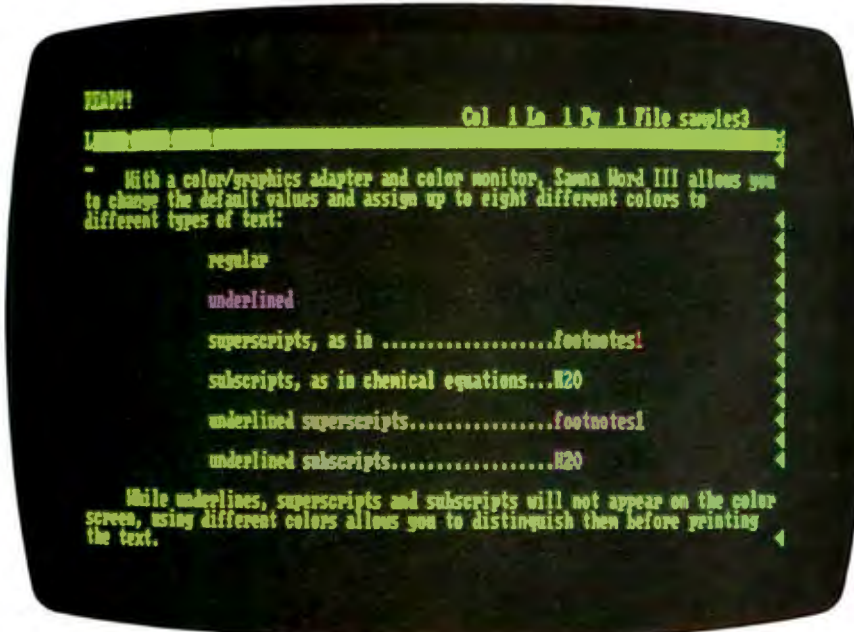 READY!
Col 1 Ln 1 Pg 1 File samples3
With a color/graphics adapter and color monitor, Samna Word III allows you
to change the default values and assign up to eight different colors to
different types of text:
regular
underlined
superscripts, as in ..................footnotes1
subscripts, as in chemical equations...H2O
underlined superscripts...............footnotes1
underlined subscripts.................H2O
While underlines, superscripts and subscripts will not appear on the color
screen, using different colors allows you to distinguish them before printing
the text.